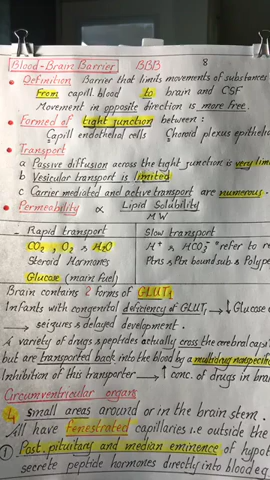 Blood-Brain Barrier BBB 8
• Definition Barrier that limits movements of substances
From capill. blood to brain and CSF
Movement in opposite direction is more free.
• Formed of tight junction between:
Capill endothelial cells Choroid plexus epithelia
• Transport
a Passive diffusion across the tight junction is very limi
b Vesicular transport is limited
c Carrier mediated and active transport are numerous.
• Permeability ∝ Lipid Solubility
MW
- Rapid transport Slow transport
CO₂, O₂ & H₂O H⁺ & HCO₃⁻ *refer to re
Steroid Hormones Ptns & Ptn bound sub & Polype
Glucose (main fuel)
Brain contains 2 forms of GLUT₁
Infants with congenital deficiency of GLUT₁ → ↓ Glucose
→ seizures & delayed development.
A variety of drugs & peptides actually cross the cerebral capi
but are transported back into the blood by a multidrug nonspecific
Inhibition of this transporter → ↑ conc. of drugs in brai
Circumventricular organs
4 small areas around or in the brain stem.
All have fenestrated capillaries i.e outside the
① Post. pituitary and median eminence of hypot
secrete peptide hormones directly into blood eg